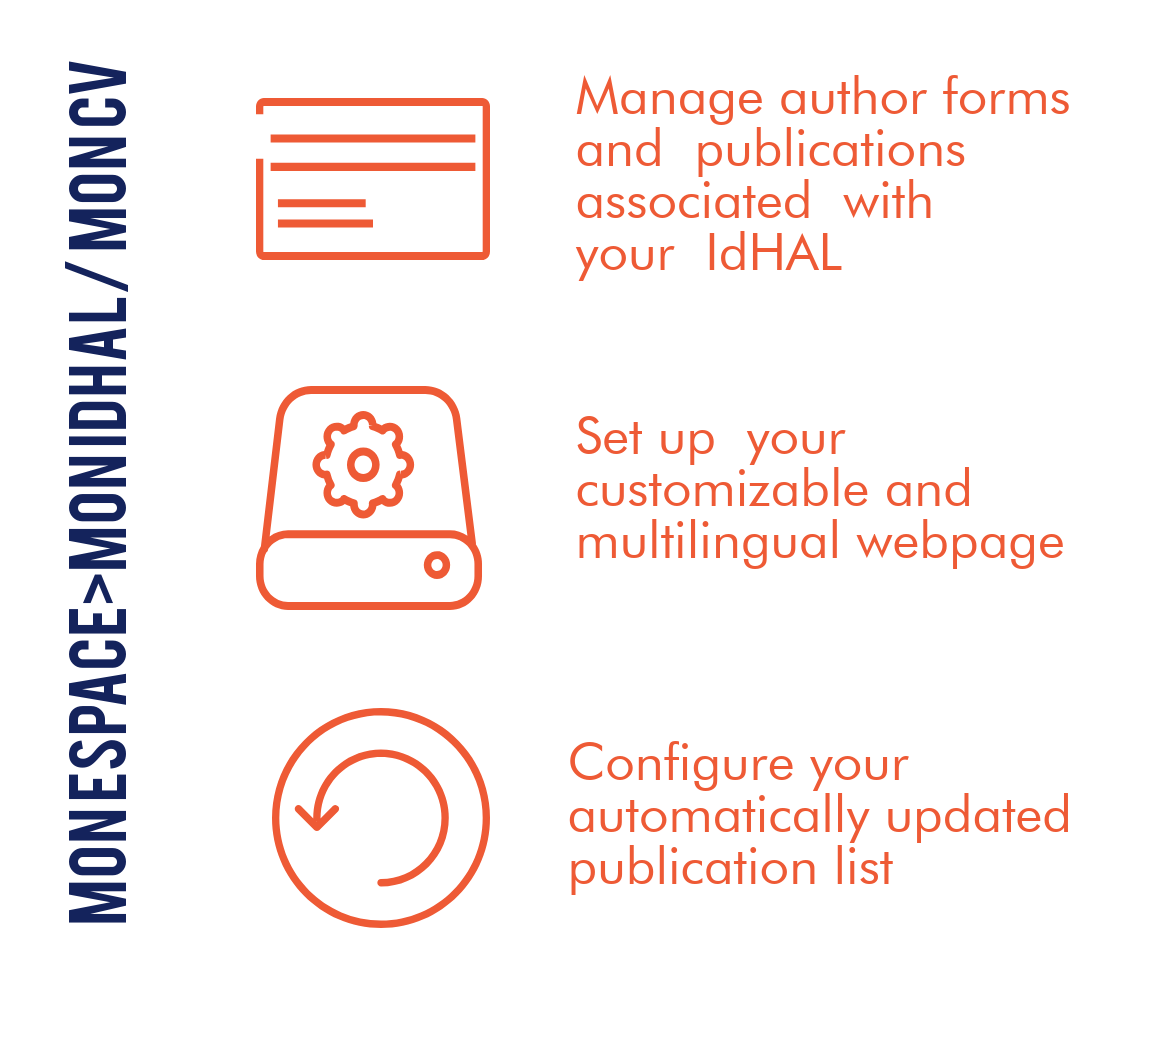 MONESPACE>MONIDHAL/MONCV
Manage author forms
and publications
associated with
your IdHAL
Set up your
customizable and
multilingual webpage
Configure your
automatically updated
publication list